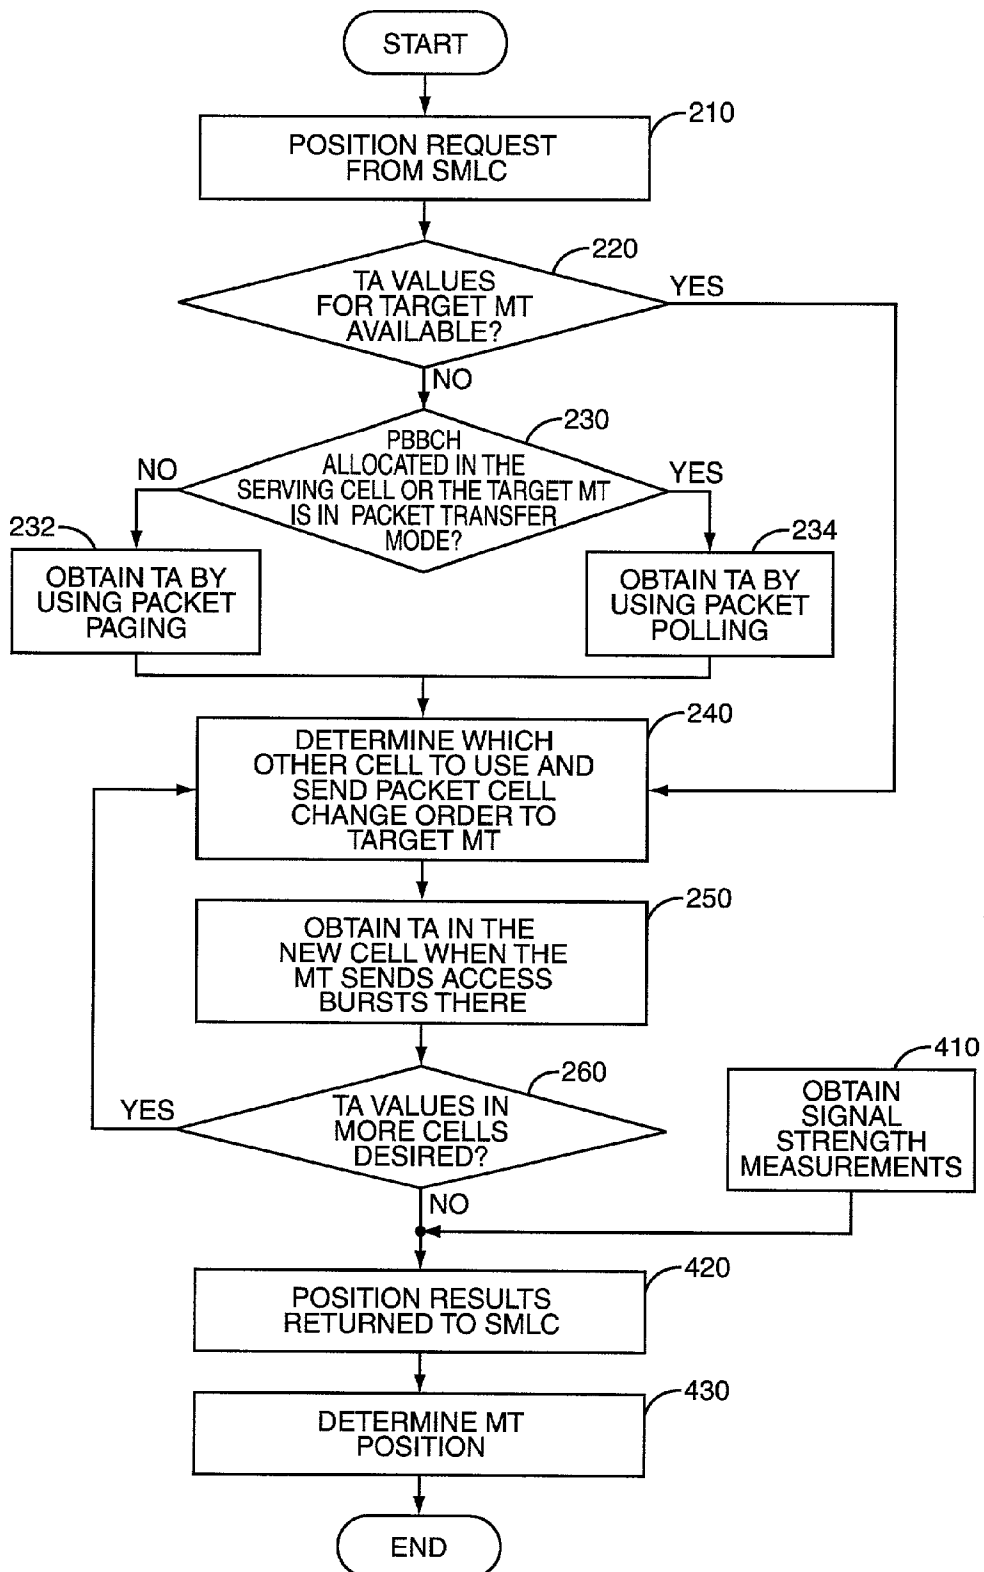 START
210
POSITION REQUEST
FROM SMLC
220
TA VALUES
FOR TARGET MT
AVAILABLE?
YES
NO
230
PBBCH
ALLOCATED IN THE
SERVING CELL OR THE TARGET MT
IS IN PACKET TRANSFER
MODE?
NO
YES
232
OBTAIN TA BY
USING PACKET
PAGING
234
OBTAIN TA BY
USING PACKET
POLLING
240
DETERMINE WHICH
OTHER CELL TO USE AND
SEND PACKET CELL
CHANGE ORDER TO
TARGET MT
250
OBTAIN TA IN THE
NEW CELL WHEN THE
MT SENDS ACCESS
BURSTS THERE
260
TA VALUES IN
MORE CELLS
DESIRED?
YES
NO
410
OBTAIN
SIGNAL
STRENGTH
MEASUREMENTS
420
POSITION RESULTS
RETURNED TO SMLC
430
DETERMINE MT
POSITION
END